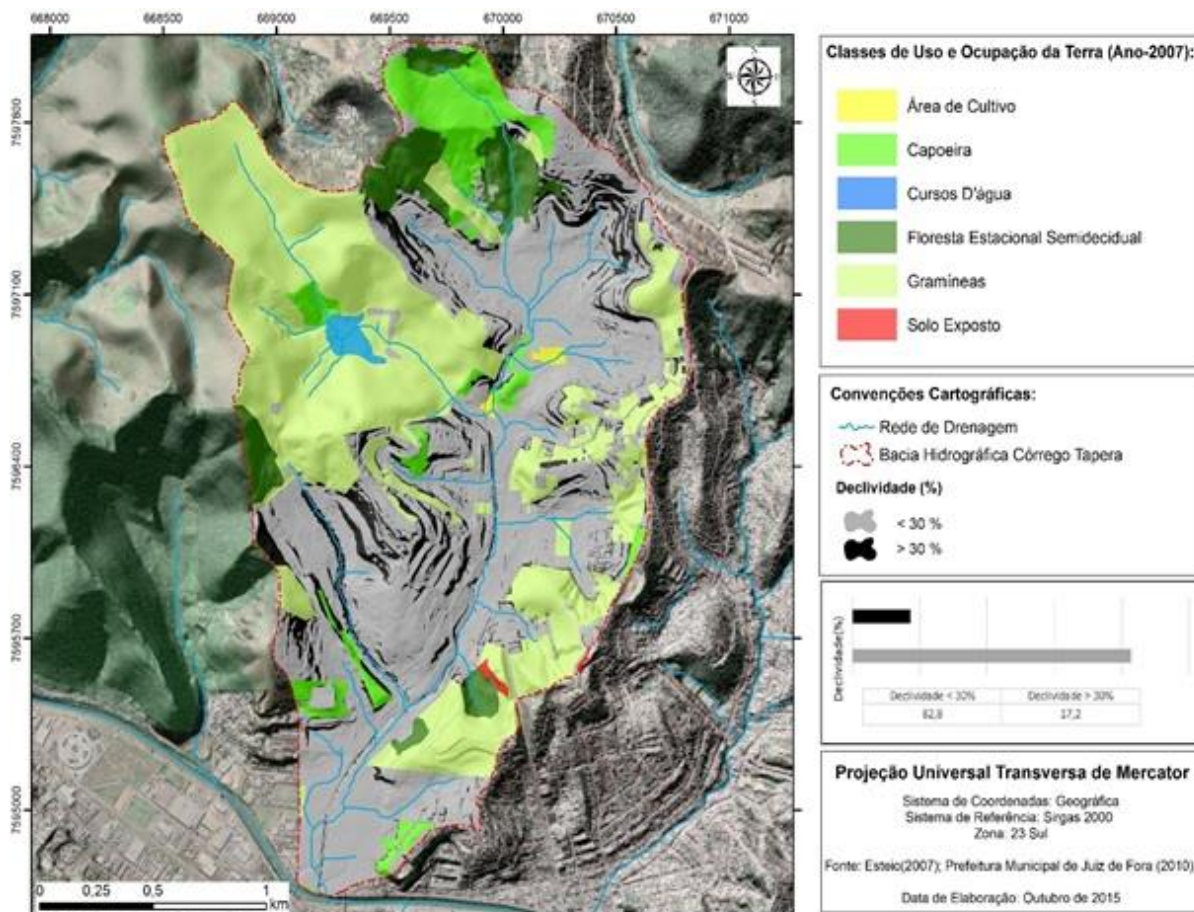 668000 668500 669000 669500 670000 670500 671000
7597800
7597100
7596400
7595700
7595000
0 0,25 0,5 1
km
Classes de Uso e Ocupação da Terra (Ano-2007):
Área de Cultivo
Capoeira
Cursos D'água
Floresta Estacional Semidecidual
Gramíneas
Solo Exposto
Convenções Cartográficas:
Rede de Drenagem
Bacia Hidrográfica Córrego Tapera
Declividade (%)
< 30 %
> 30 %
Declividade(%)
Declividade < 30% Declividade > 30%
82,8 17,2
Projeção Universal Transversa de Mercator
Sistema de Coordenadas: Geográfica
Sistema de Referência: Sirgas 2000
Zona: 23 Sul
Fonte: Esteio(2007); Prefeitura Municipal de Juiz de Fora (2010)
Data de Elaboração: Outubro de 2015